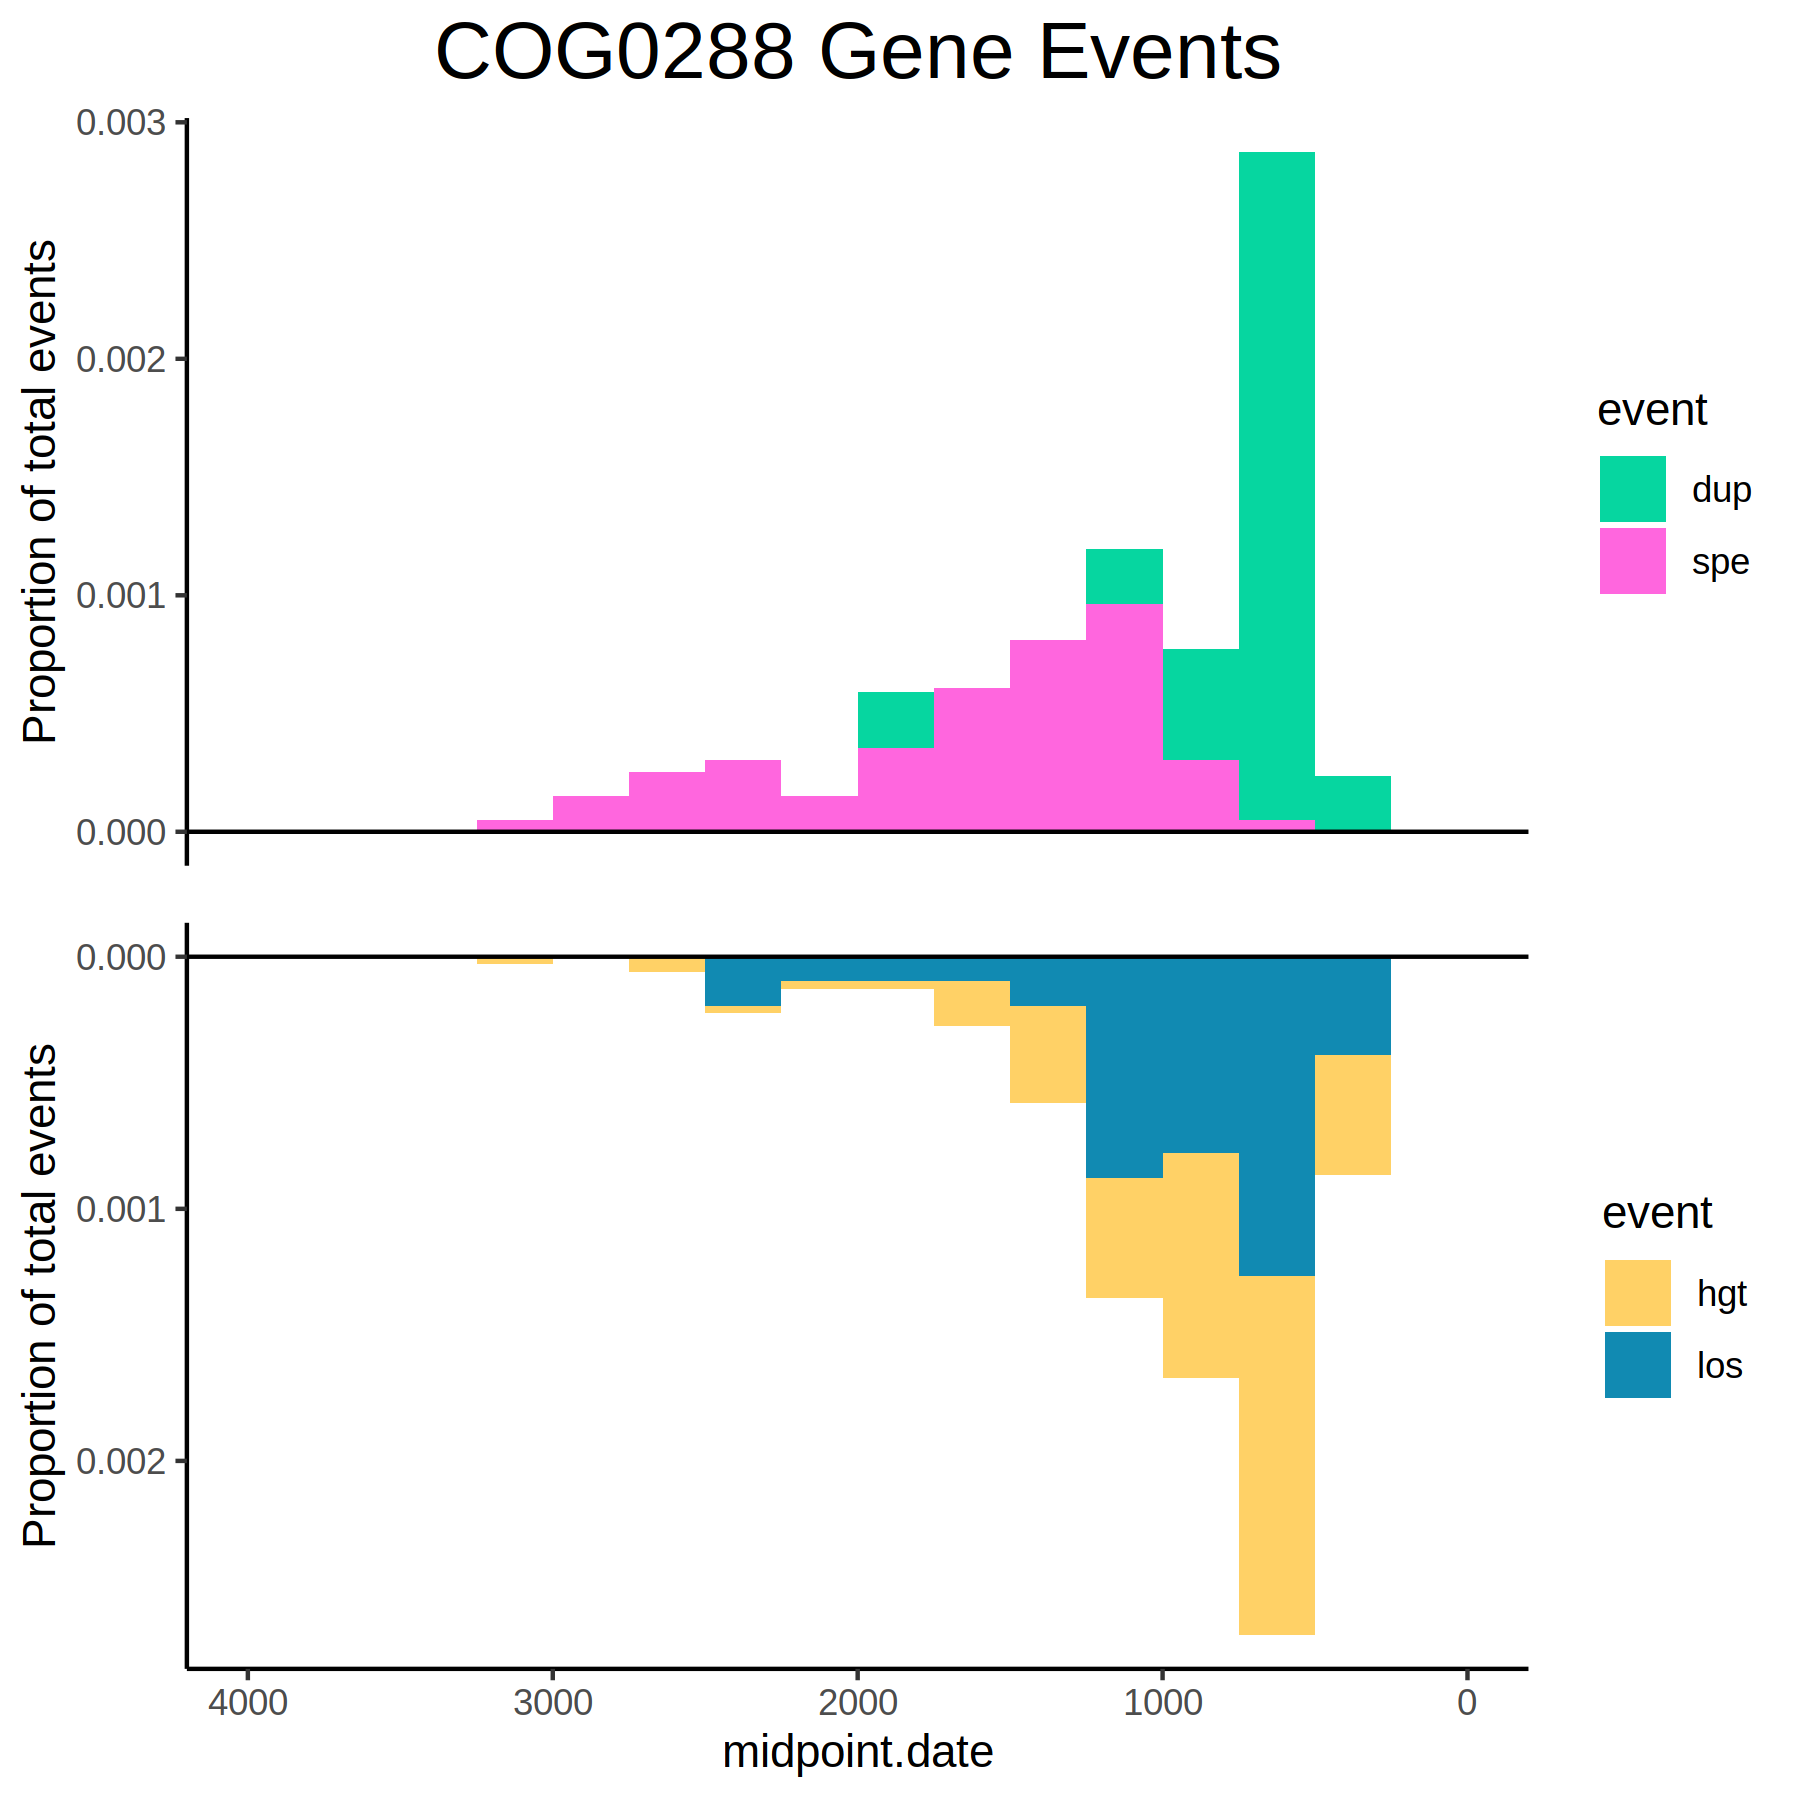 COG0288 Gene Events
Proportion of total events
0.003
0.002
0.001
0.000
event
dup
spe
Proportion of total events
0.000
0.001
0.002
event
hgt
los
4000 3000 2000 1000 0
midpoint.date